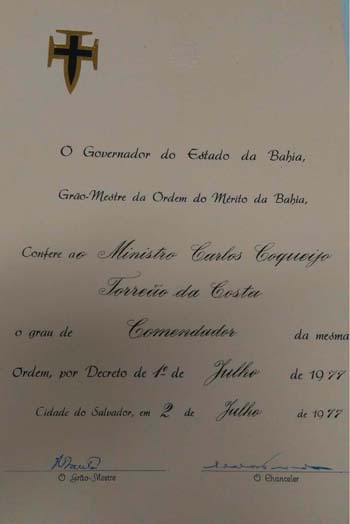 O Governador do Estado da Bahia,
Grão-Mestre da Ordem do Mérito da Bahia,
Confere ao Ministro Carlos Coqueijo
Torreão da Costa
o grau de Comendador da mesma
Ordem, por Decreto de 1º de Julho de 1977
Cidade do Salvador, em 2 de Julho de 1977
O Grão-Mestre O Chanceler